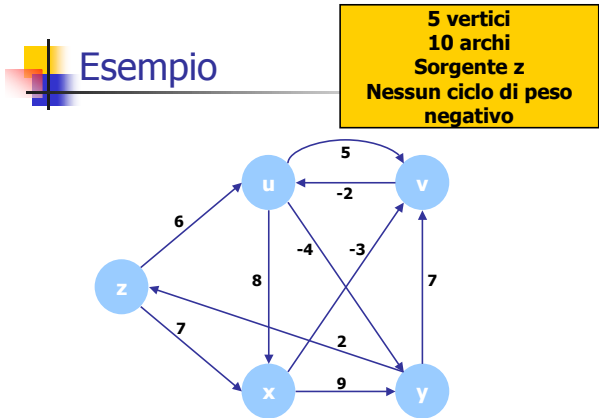 5 vertici
10 archi
Sorgente z
Nessun ciclo di peso
negativo
Esempio
5
u
v
-2
6
-4
-3
z
8
7
7
2
x
9
y